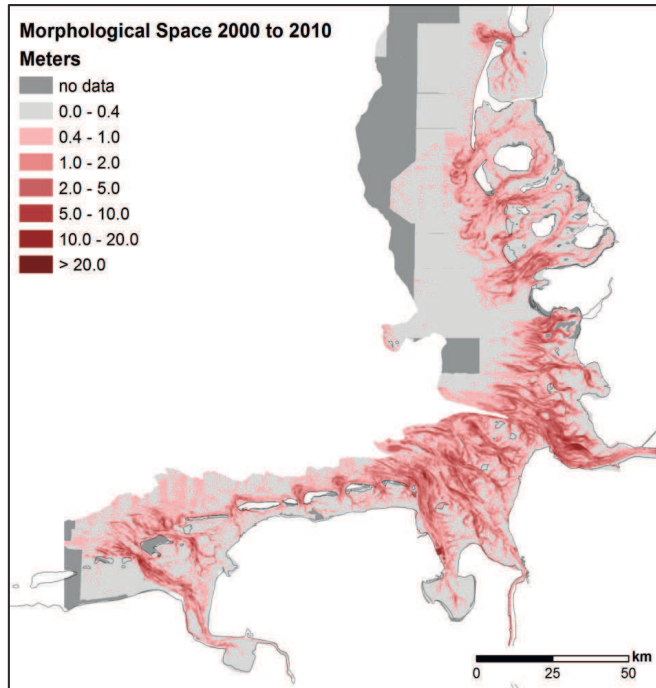 Morphological Space 2000 to 2010
Meters
no data
0.0 - 0.4
0.4 - 1.0
1.0 - 2.0
2.0 - 5.0
5.0 - 10.0
10.0 - 20.0
> 20.0
km
0 25 50